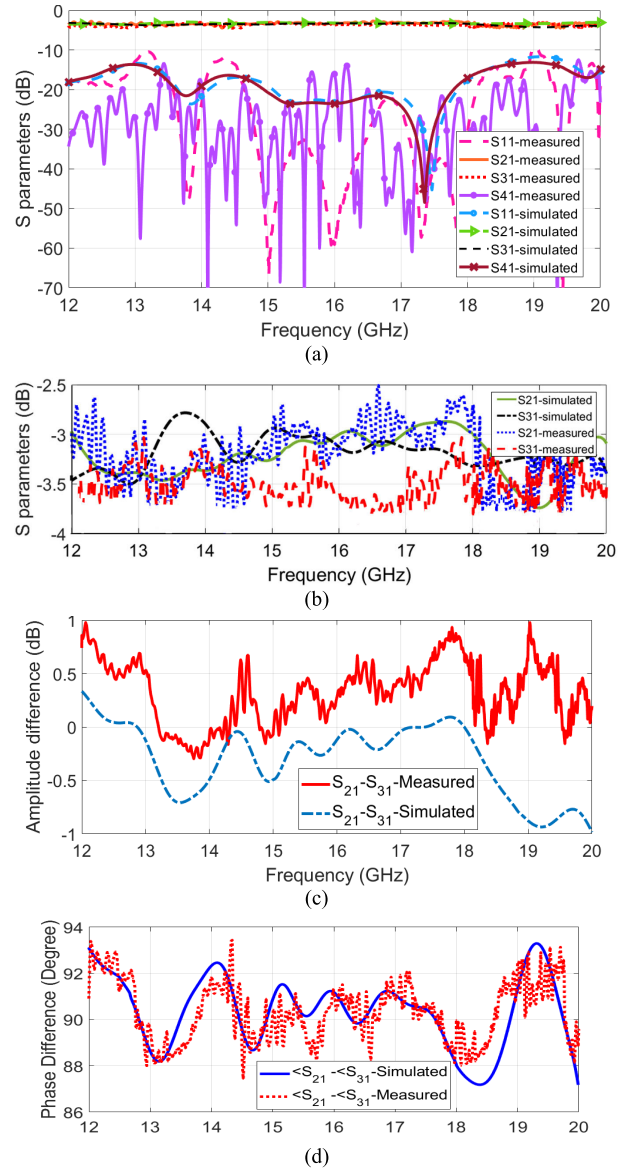 0
-10
-20
-30
-40
-50
-60
-70
S parameters (dB)
S11-measured
S21-measured
S31-measured
S41-measured
S11-simulated
S21-simulated
S31-simulated
S41-simulated
12 13 14 15 16 17 18 19 20
Frequency (GHz)
(a)
-2.5
-3
-3.5
-4
S parameters (dB)
S21-simulated
S31-simulated
S21-measured
S31-measured
12 13 14 15 16 17 18 19 20
Frequency (GHz)
(b)
1
0.5
0
-0.5
-1
Amplitude difference (dB)
S21-S31-Measured
S21-S31-Simulated
12 13 14 15 16 17 18 19 20
Frequency (GHz)
(c)
94
92
90
88
86
Phase Difference (Degree)
<S21 -<S31-Simulated
<S21 -<S31-Measured
12 13 14 15 16 17 18 19 20
(d)